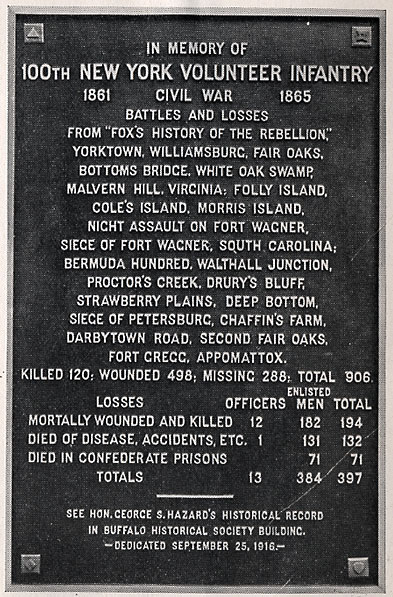 IN MEMORY OF
100TH NEW YORK VOLUNTEER INFANTRY
1861 CIVIL WAR 1865
BATTLES AND LOSSES
FROM "FOX'S HISTORY OF THE REBELLION,"
YORKTOWN, WILLIAMSBURG, FAIR OAKS,
BOTTOMS BRIDGE, WHITE OAK SWAMP,
MALVERN HILL, VIRGINIA; FOLLY ISLAND,
COLE'S ISLAND, MORRIS ISLAND,
NIGHT ASSAULT ON FORT WAGNER,
SIEGE OF FORT WAGNER, SOUTH CAROLINA;
BERMUDA HUNDRED, WALTHALL JUNCTION,
PROCTOR'S CREEK, DRURY'S BLUFF,
STRAWBERRY PLAINS, DEEP BOTTOM,
SIEGE OF PETERSBURG, CHAFFIN'S FARM,
DARBYTOWN ROAD, SECOND FAIR OAKS,
FORT GREGG, APPOMATTOX.
KILLED 120; WOUNDED 498; MISSING 288; TOTAL 906.
LOSSES OFFICERS ENLISTED MEN TOTAL
MORTALLY WOUNDED AND KILLED 12 182 194
DIED OF DISEASE, ACCIDENTS, ETC. 1 131 132
DIED IN CONFEDERATE PRISONS 71 71
TOTALS 13 384 397
SEE HON. GEORGE S. HAZARD'S HISTORICAL RECORD
IN BUFFALO HISTORICAL SOCIETY BUILDING.
—DEDICATED SEPTEMBER 25, 1916.—